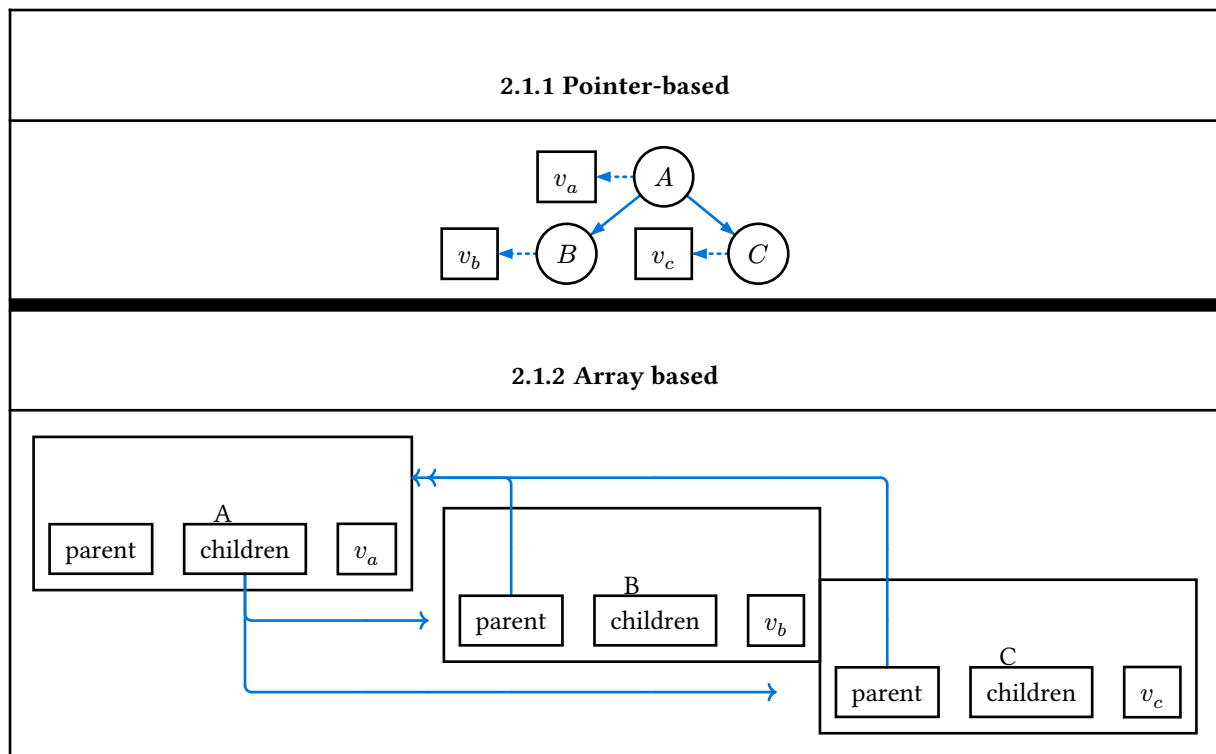 2.1.1 Pointer-based
v_a A
v_b B v_c C
2.1.2 Array based
A
parent children v_a
B
parent children v_b
C
parent children v_c